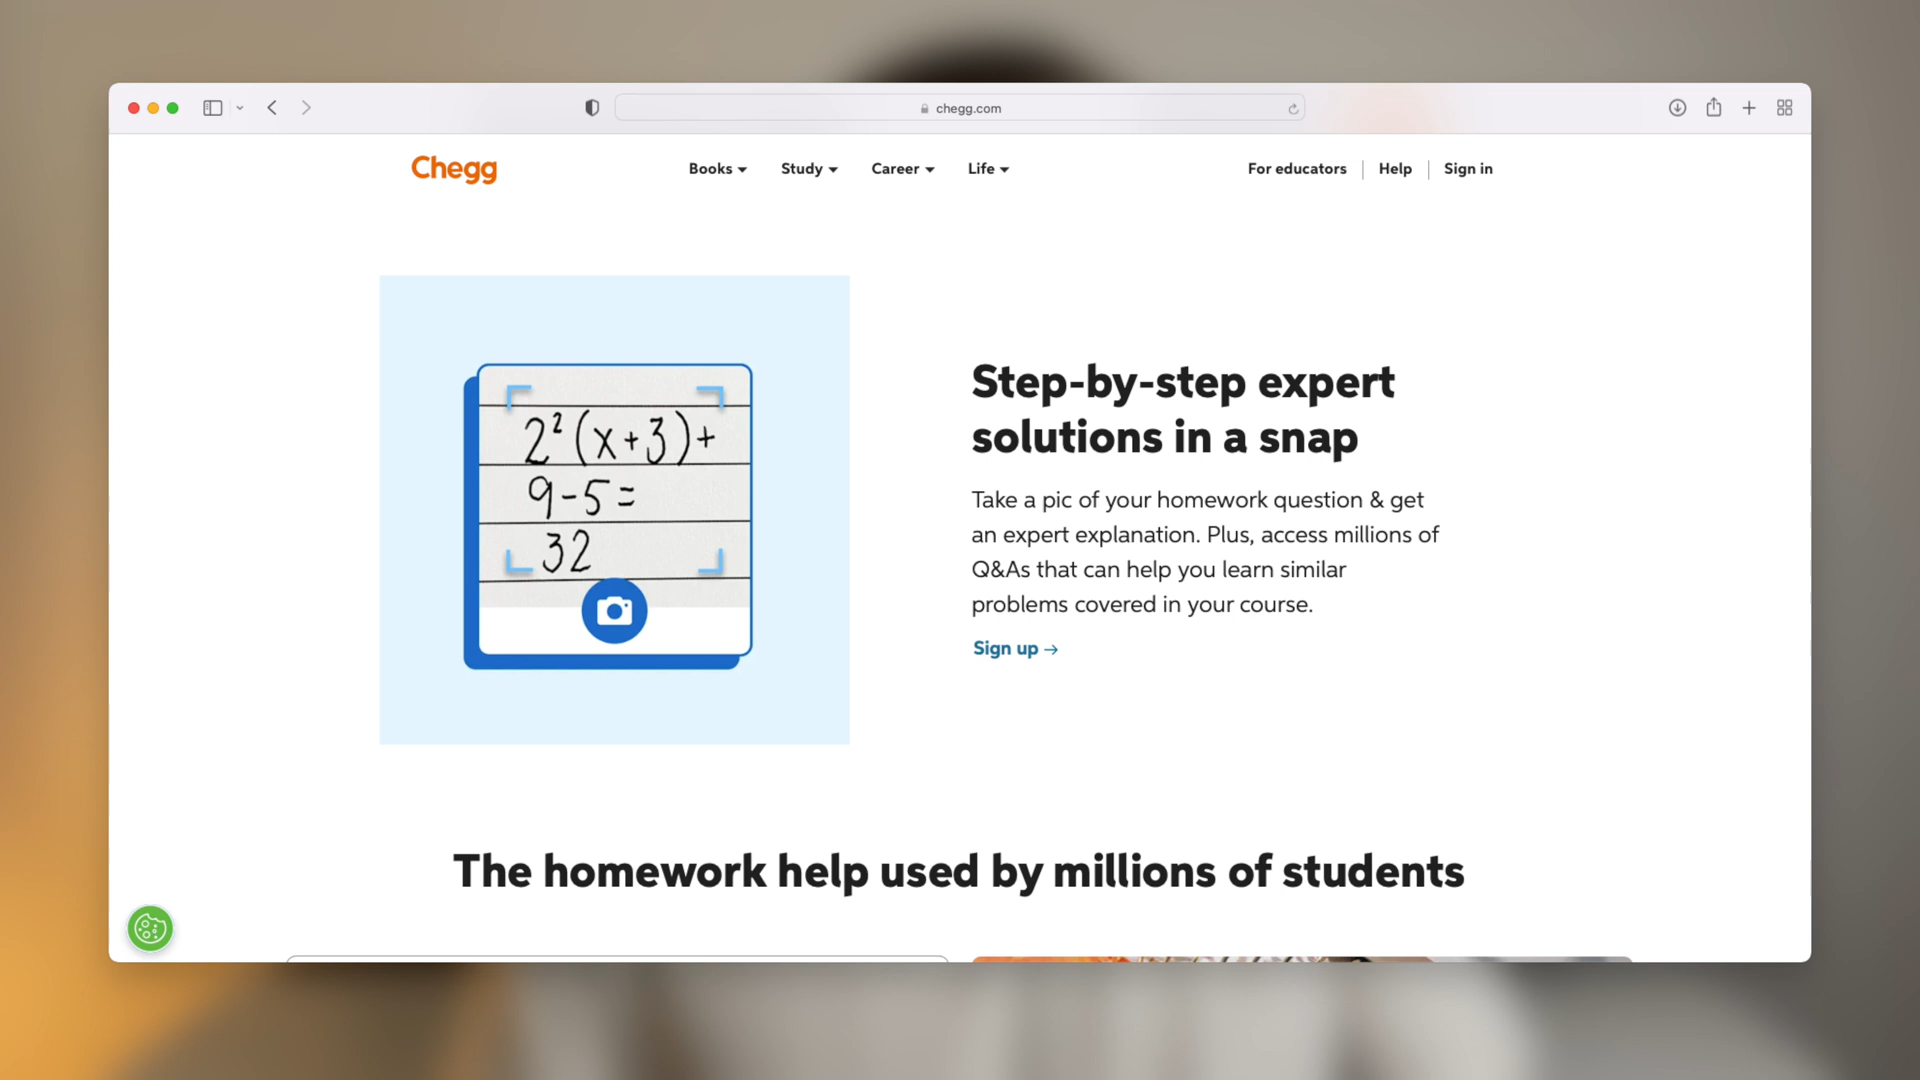 chegg.com
Chegg
Books
Study
Career
Life
For educators
Help
Sign in
2²(x+3)+
9-5=
32
Step-by-step expert
solutions in a snap
Take a pic of your homework question & get
an expert explanation. Plus, access millions of
Q&As that can help you learn similar
problems covered in your course.
Sign up →
The homework help used by millions of students